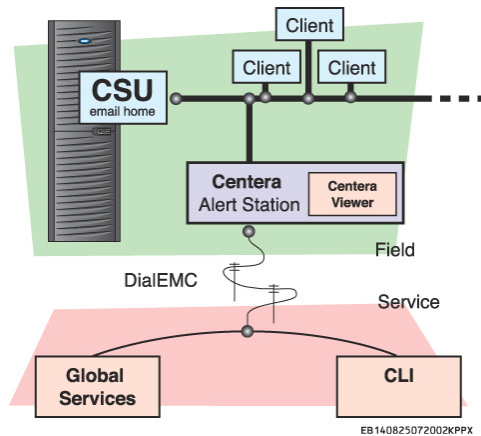 Client
Client
Client
CSU
email home
Centera
Alert Station
Centera
Viewer
Field
DialEMC
Service
Global
Services
CLI
EB140825072002KPPX